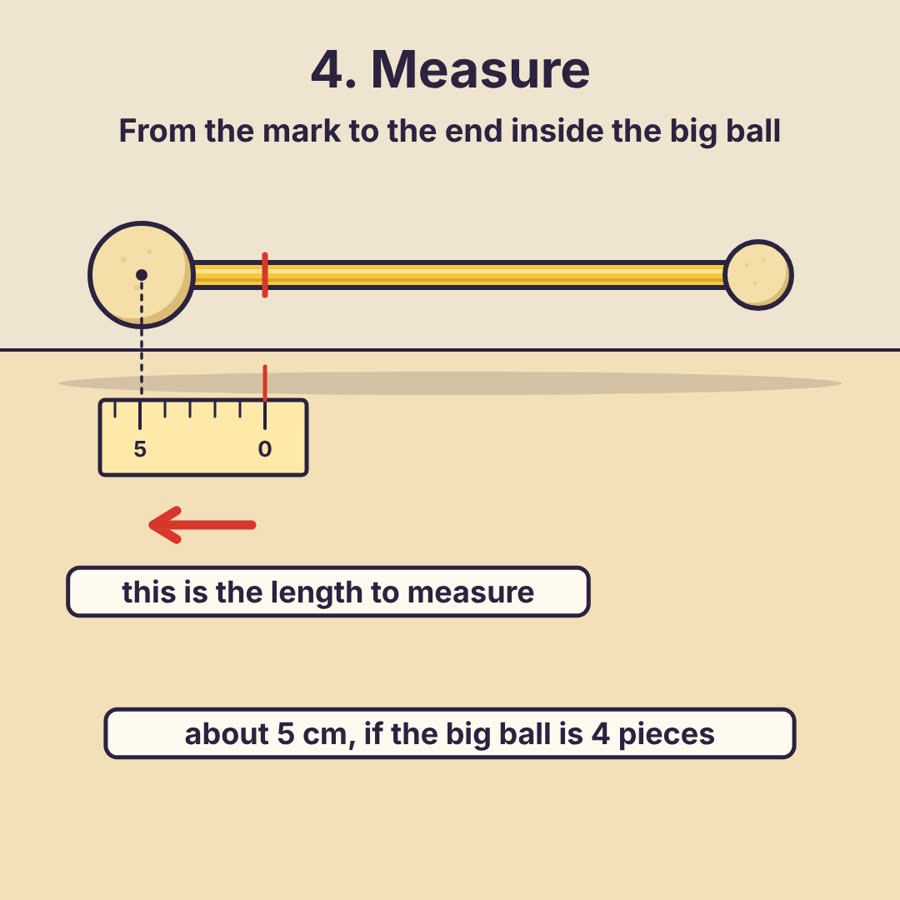 4. Measure
From the mark to the end inside the big ball
5 0
this is the length to measure
about 5 cm, if the big ball is 4 pieces